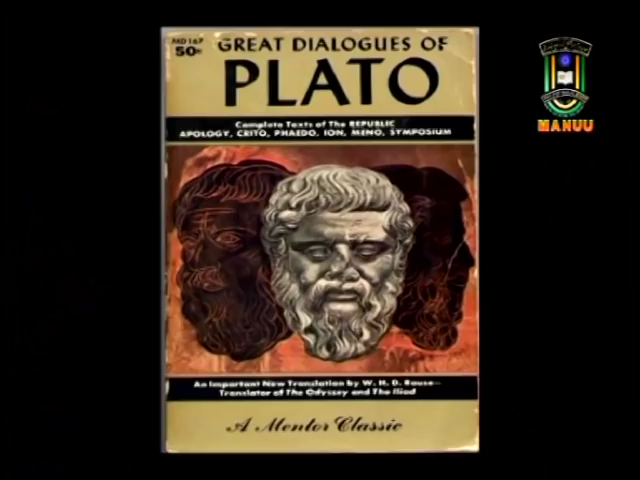 MD 167
50¢
GREAT DIALOGUES OF
PLATO
Complete Texts of The REPUBLIC
APOLOGY, CRITO, PHAEDO, ION, MENO, SYMPOSIUM
An Important New Translation by W. H. D. Rouse—
Translator of The Odyssey and The Iliad
A Mentor Classic
MANUU